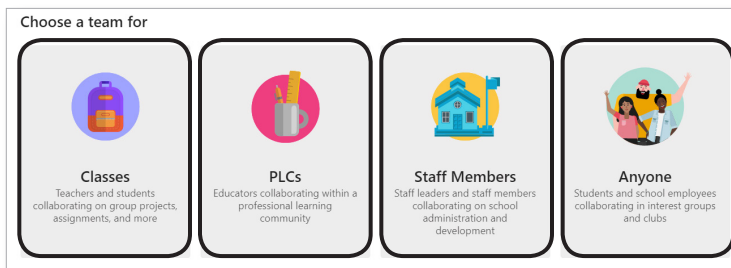 Choose a team for
Classes
Teachers and students
collaborating on group projects,
assignments, and more
PLCs
Educators collaborating within a
professional learning
community
Staff Members
Staff leaders and staff members
collaborating on school
administration and
development
Anyone
Students and school employees
collaborating in interest groups
and clubs